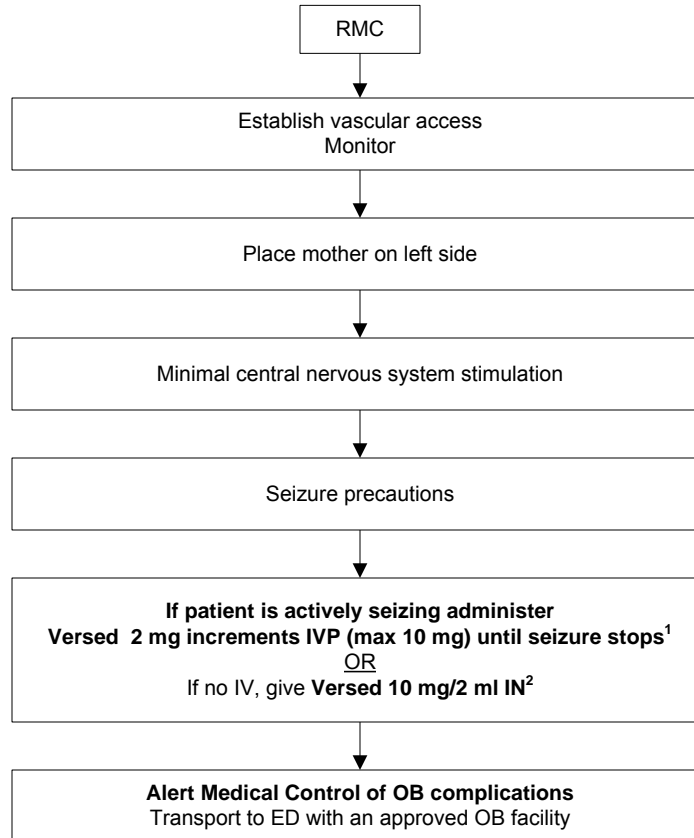 RMC
Establish vascular access
Monitor
Place mother on left side
Minimal central nervous system stimulation
Seizure precautions
If patient is actively seizing administer
Versed  2 mg increments IVP (max 10 mg) until seizure stops¹
OR
If no IV, give Versed 10 mg/2 ml IN²
Alert Medical Control of OB complications
Transport to ED with an approved OB facility